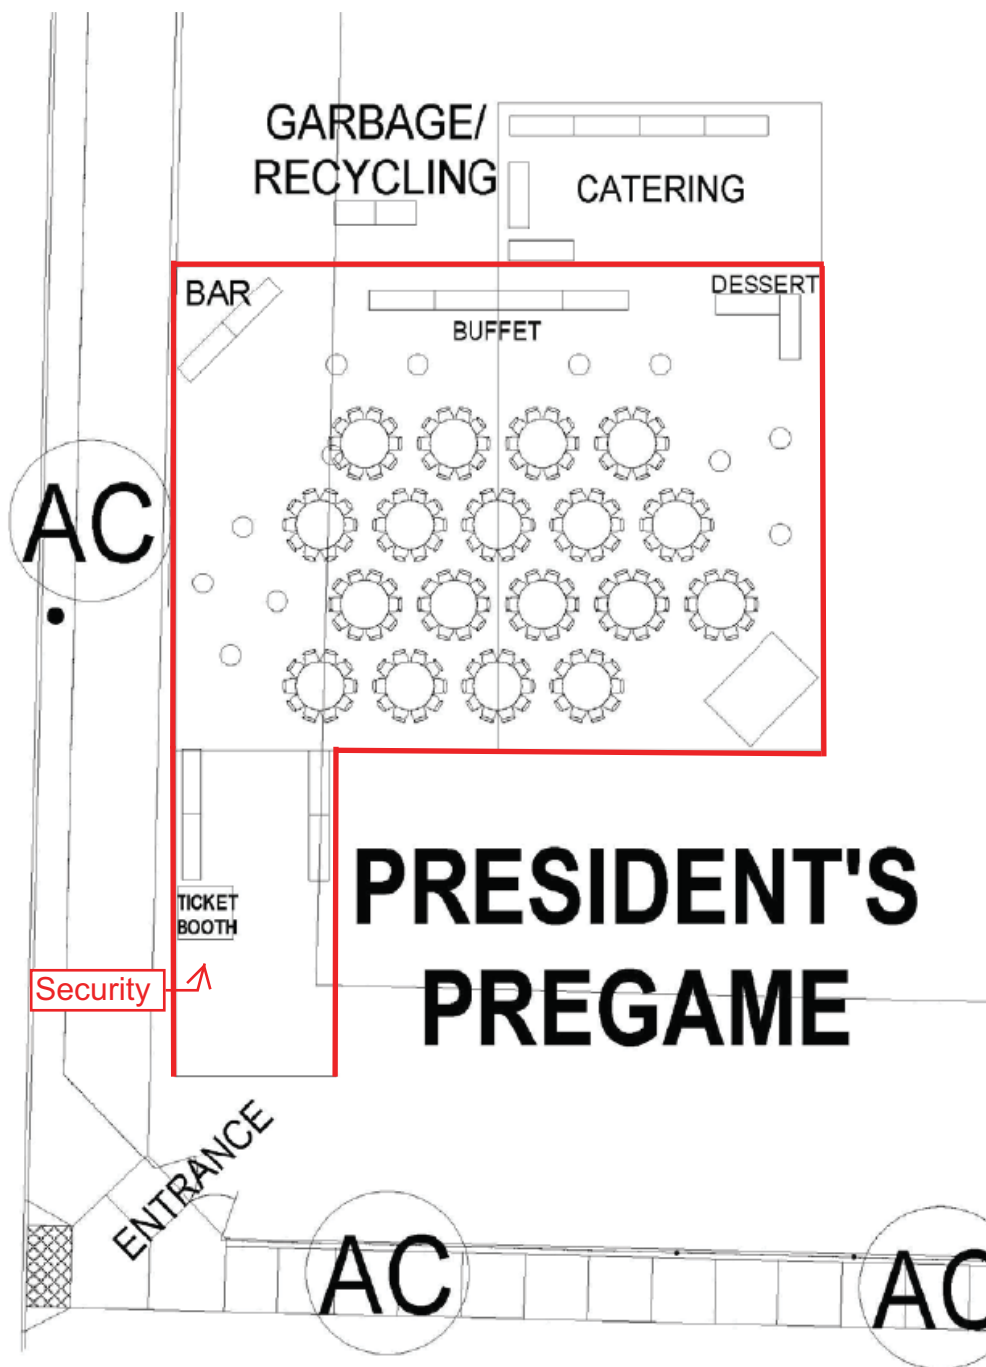 GARBAGE/
RECYCLING
CATERING
BAR
DESSERT
BUFFET
AC
TICKET
BOOTH
PRESIDENT'S
PREGAME
Security
ENTRANCE
AC
AC